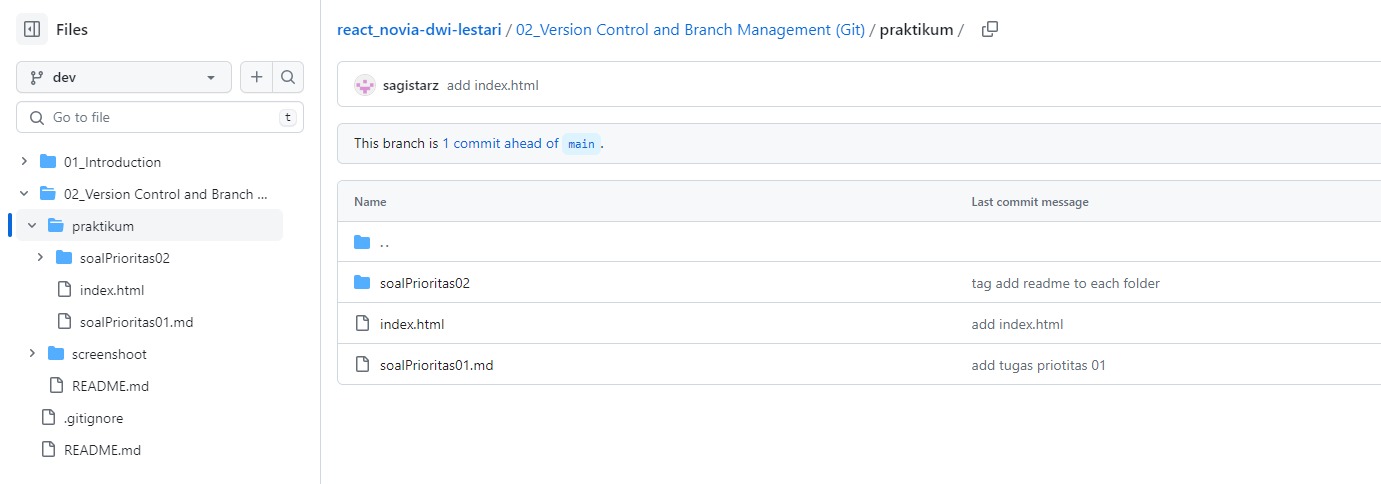 Files
dev
Go to file t
01_Introduction
02_Version Control and Branch ...
praktikum
soalPrioritas02
index.html
soalPrioritas01.md
screenshoot
README.md
.gitignore
README.md
react_novia-dwi-lestari / 02_Version Control and Branch Management (Git) / praktikum /
sagistarz add index.html
This branch is 1 commit ahead of main .
Name Last commit message
..
soalPrioritas02 tag add readme to each folder
index.html add index.html
soalPrioritas01.md add tugas priotitas 01